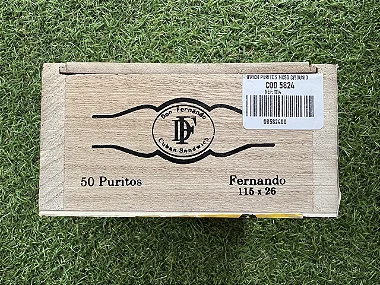 COD 5824
Don Fernando
DF
Cuban Sandwich
50 Puritos
Fernando
115 x 26